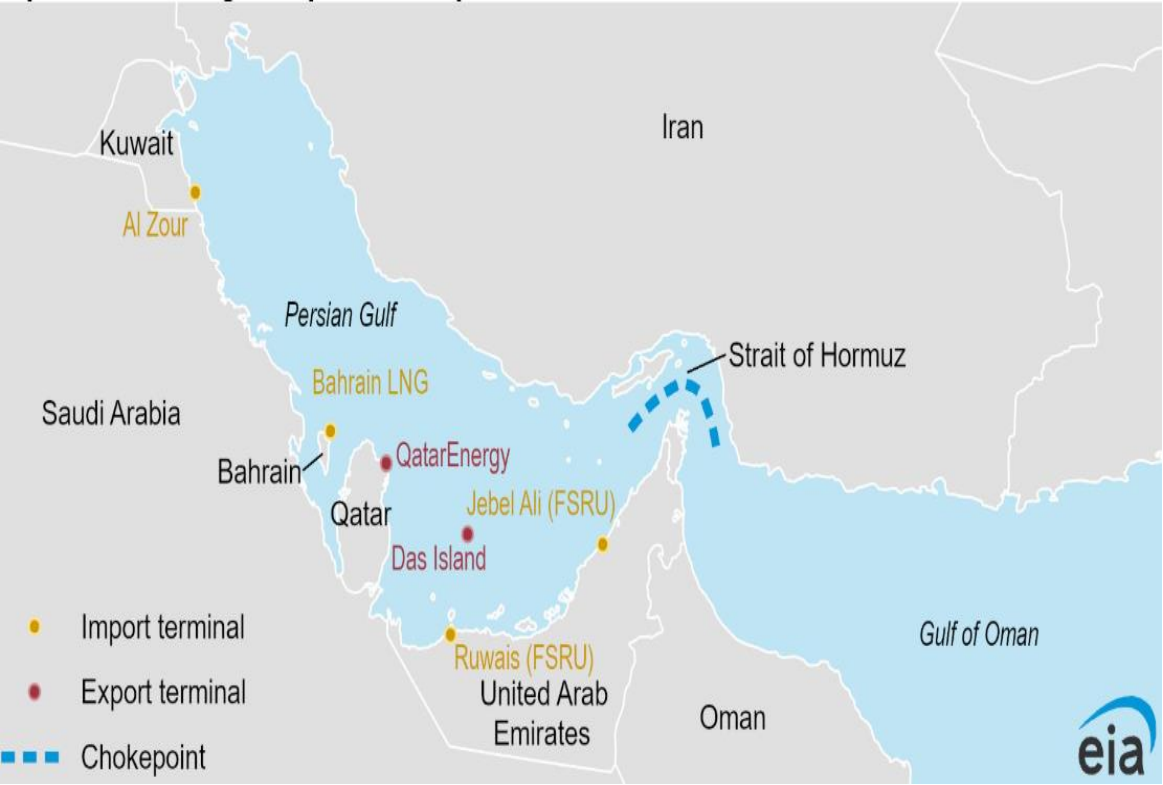 Kuwait
Iran
Al Zour
Persian Gulf
Strait of Hormuz
Bahrain LNG
Saudi Arabia
QatarEnergy
Bahrain
Jebel Ali (FSRU)
Qatar
Das Island
Import terminal
Gulf of Oman
Ruwais (FSRU)
Export terminal
United Arab
Emirates
Oman
Chokepoint
eia